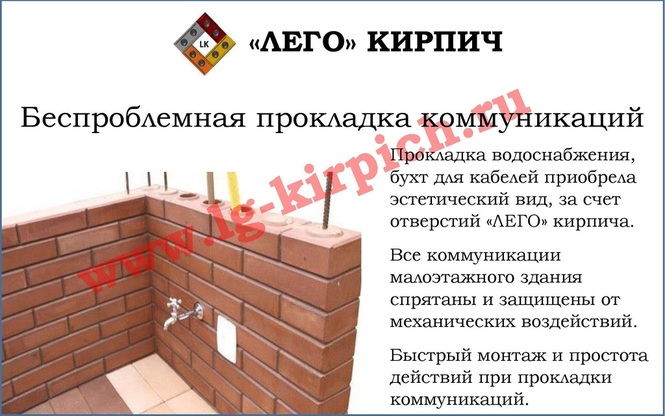 LK
«ЛЕГО» КИРПИЧ
Беспроблемная прокладка коммуникаций
www.lg-kirpich.ru
Прокладка водоснабжения,
бухт для кабелей приобрела
эстетический вид, за счет
отверстий «ЛЕГО» кирпича.
Все коммуникации
малоэтажного здания
спрятаны и защищены от
механических воздействий.
Быстрый монтаж и простота
действий при прокладки
коммуникаций.